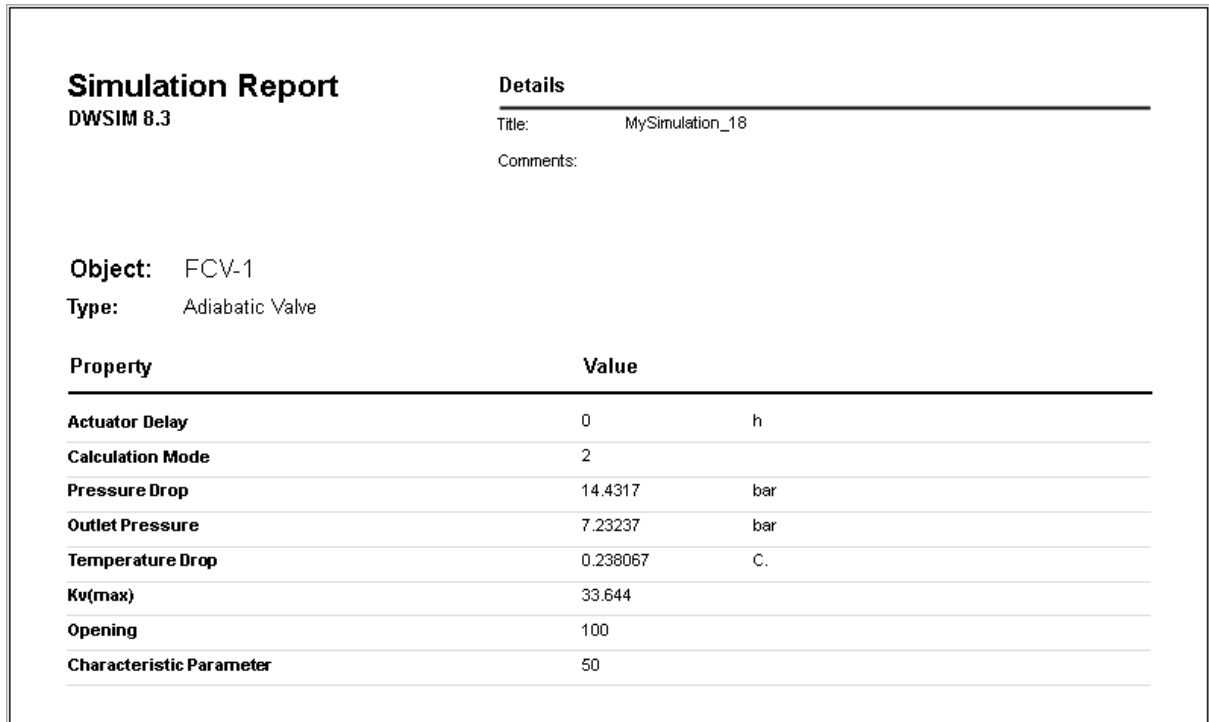 Simulation Report
DWSIM 8.3
Details
Title: MySimulation_18
Comments:
Object: FCV-1
Type: Adiabatic Valve
Property Value
Actuator Delay 0 h
Calculation Mode 2
Pressure Drop 14.4317 bar
Outlet Pressure 7.23237 bar
Temperature Drop 0.238067 C.
Kv(max) 33.644
Opening 100
Characteristic Parameter 50